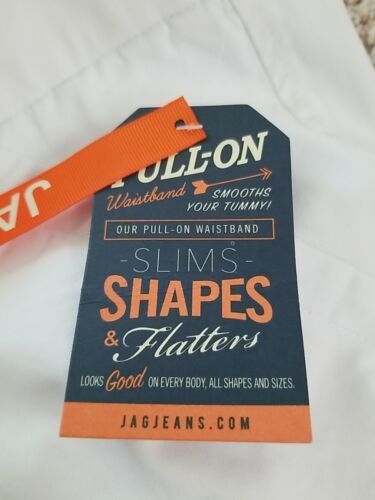 PULL-ON
Waistband SMOOTHS
YOUR TUMMY!
OUR PULL-ON WAISTBAND
-SLIMS-
SHAPES
& Flatters
LOOKS Good ON EVERY BODY, ALL SHAPES AND SIZES.
JAGJEANS.COM
JA